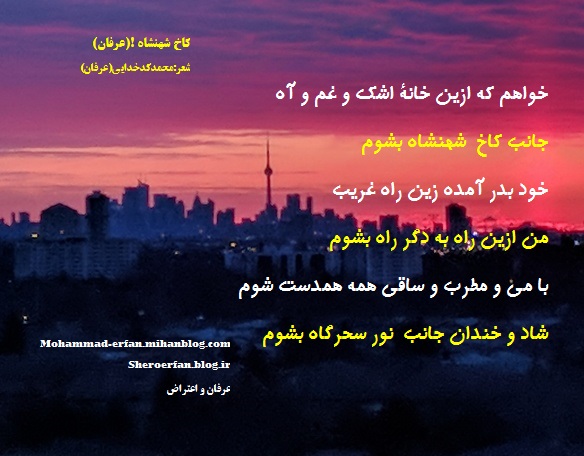 کاخ شهنشاه !(عرفان)
شعر:محمدکدخدایی(عرفان)
خواهم که ازین خانهٔ اشک و غم و آه
جانب کاخ شهنشاه بشوم
خود بدر آمده زین راه غریب
من ازین راه به دگر راه بشوم
با می و مطرب و ساقی همه همدست شوم
شاد و خندان جانب نور سحرگاه بشوم
Mohammad-erfan.mihanblog.com
Sheroerfan.blog.ir
عرفان و اعتراض